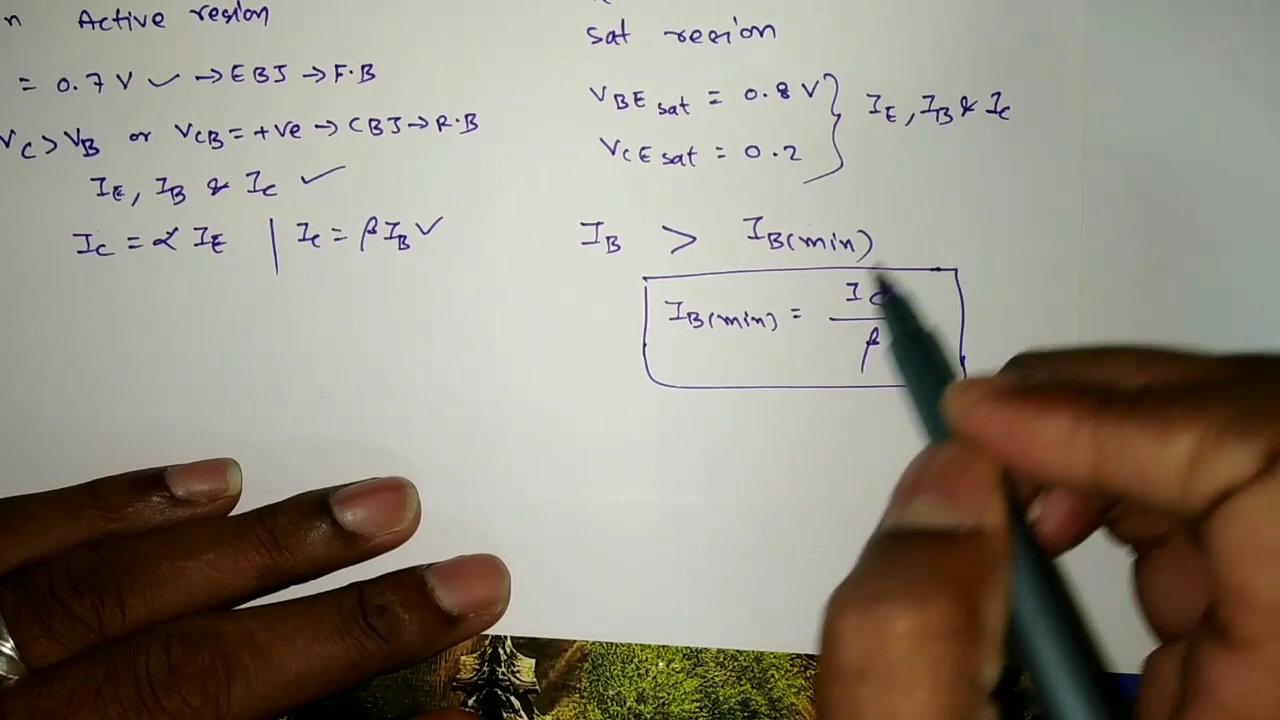 n Active region
= 0.7 V ✓ → EBJ → F.B
VC > VB or VCB = +ve → CBJ → R.B
IE, IB & IC ✓
IC = α IE | IC = β IB ✓
sat region
VBE sat = 0.8 V } IE, IB & IC
VCE sat = 0.2
IB > IB(min)
IB(min) = IC / β